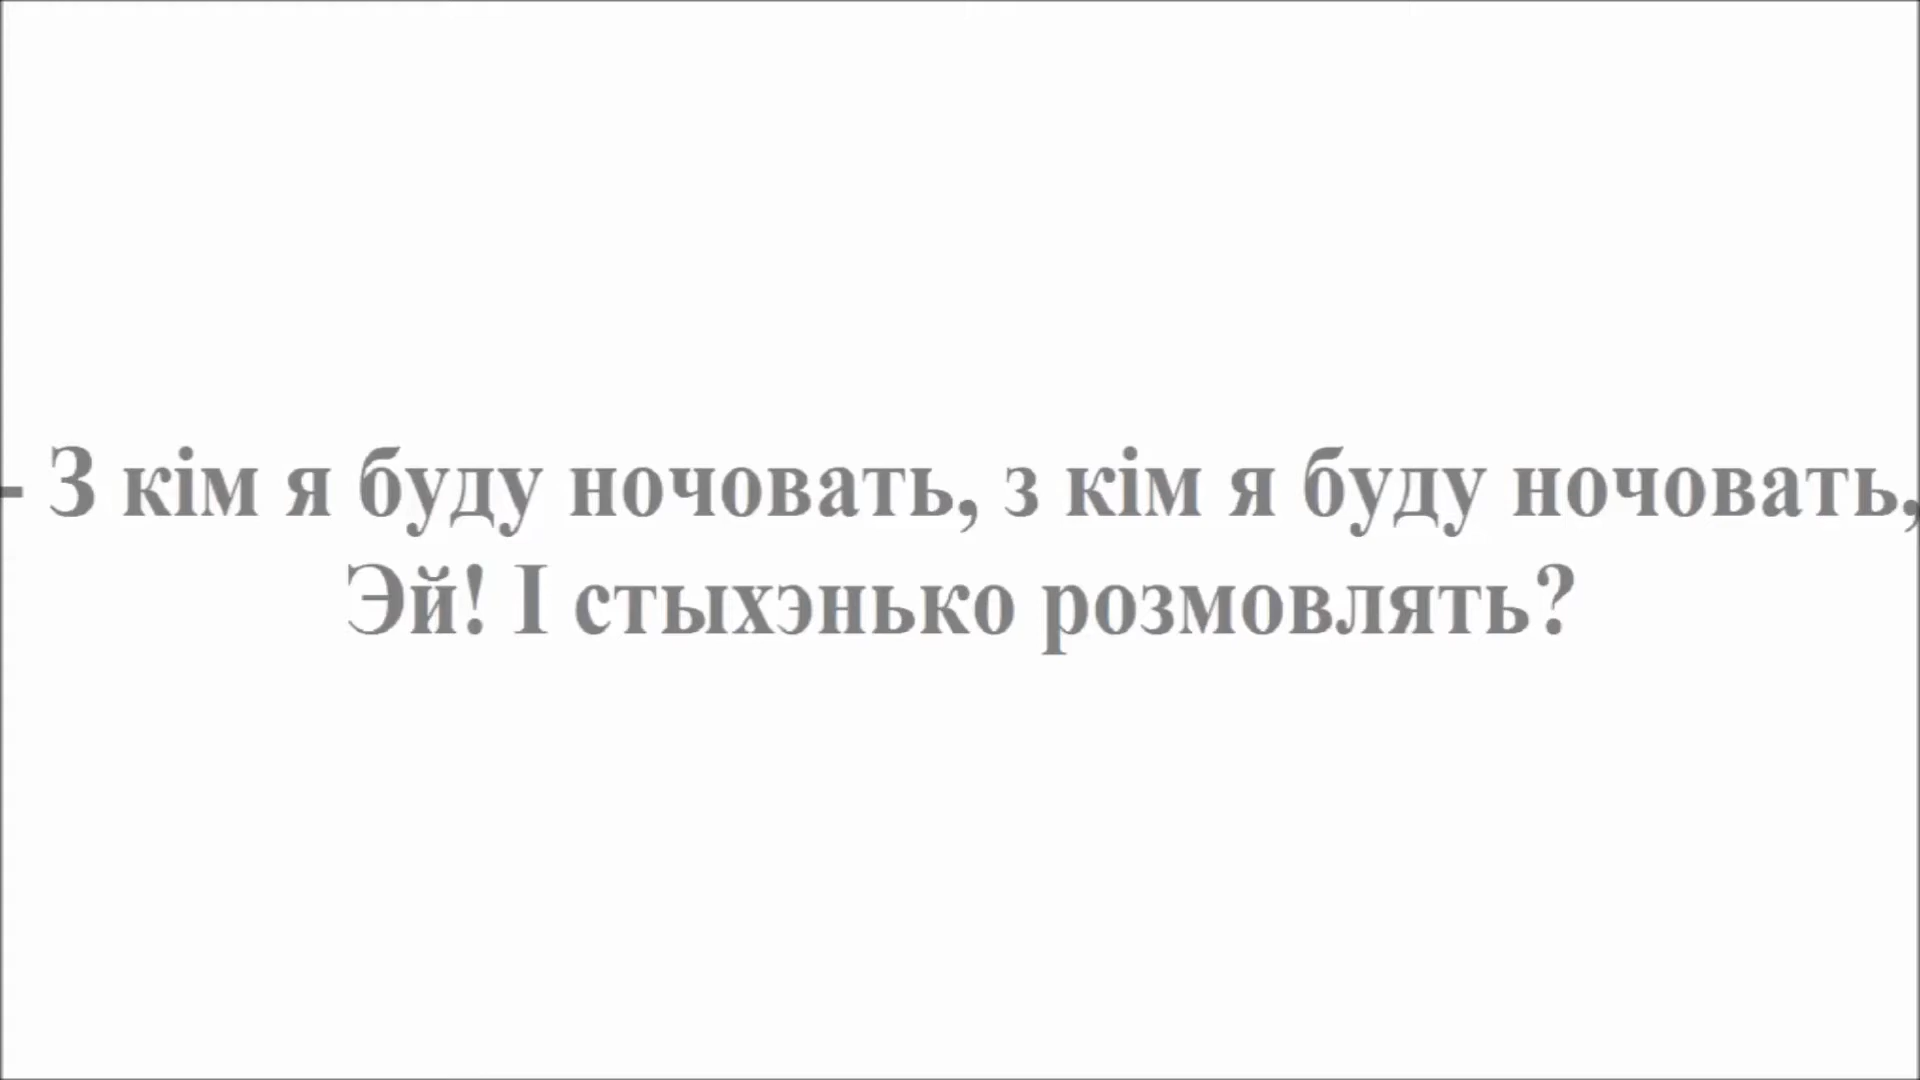 - З кім я буду ночовать, з кім я буду ночовать,
Эй! І стыхэнько розмовлять?